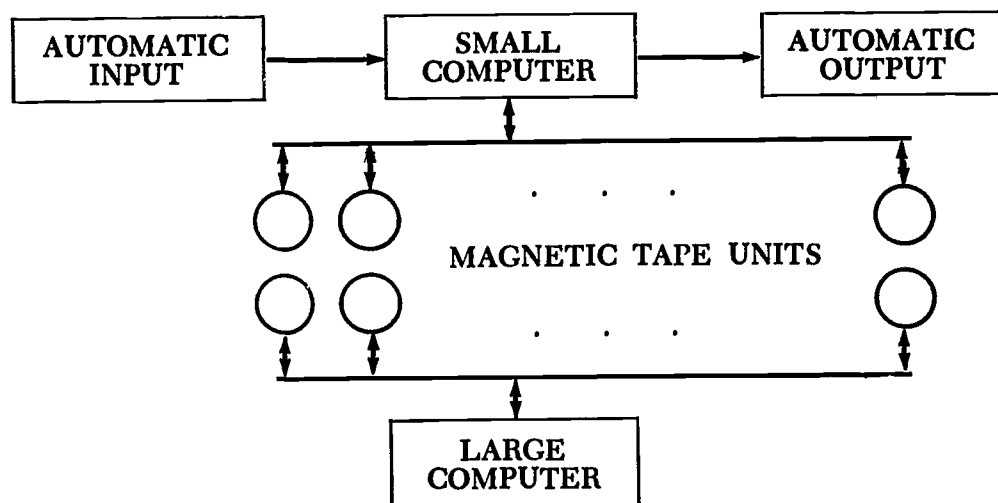 AUTOMATIC
INPUT
SMALL
COMPUTER
AUTOMATIC
OUTPUT
MAGNETIC TAPE UNITS
LARGE
COMPUTER